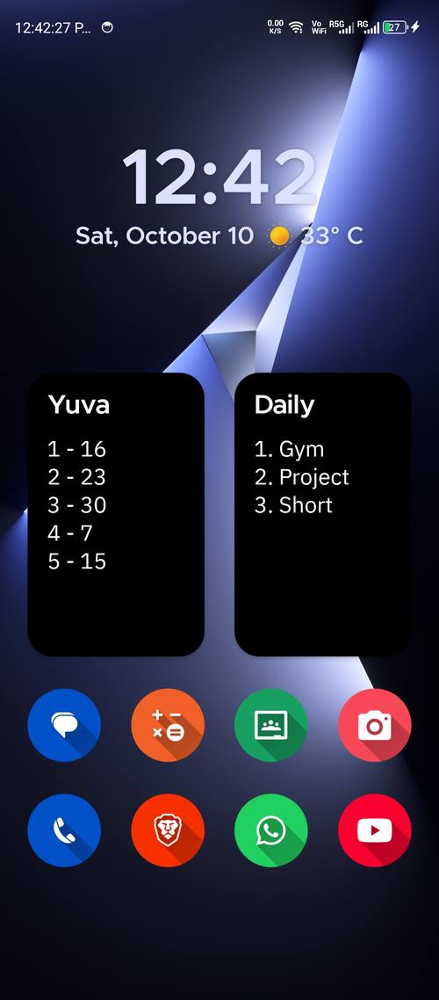 12:42:27 P...
0.00
K/S
Vo
WiFi
R5G
RG
27
12:42
Sat, October 10 33° C
Yuva
1 - 16
2 - 23
3 - 30
4 - 7
5 - 15
Daily
1. Gym
2. Project
3. Short